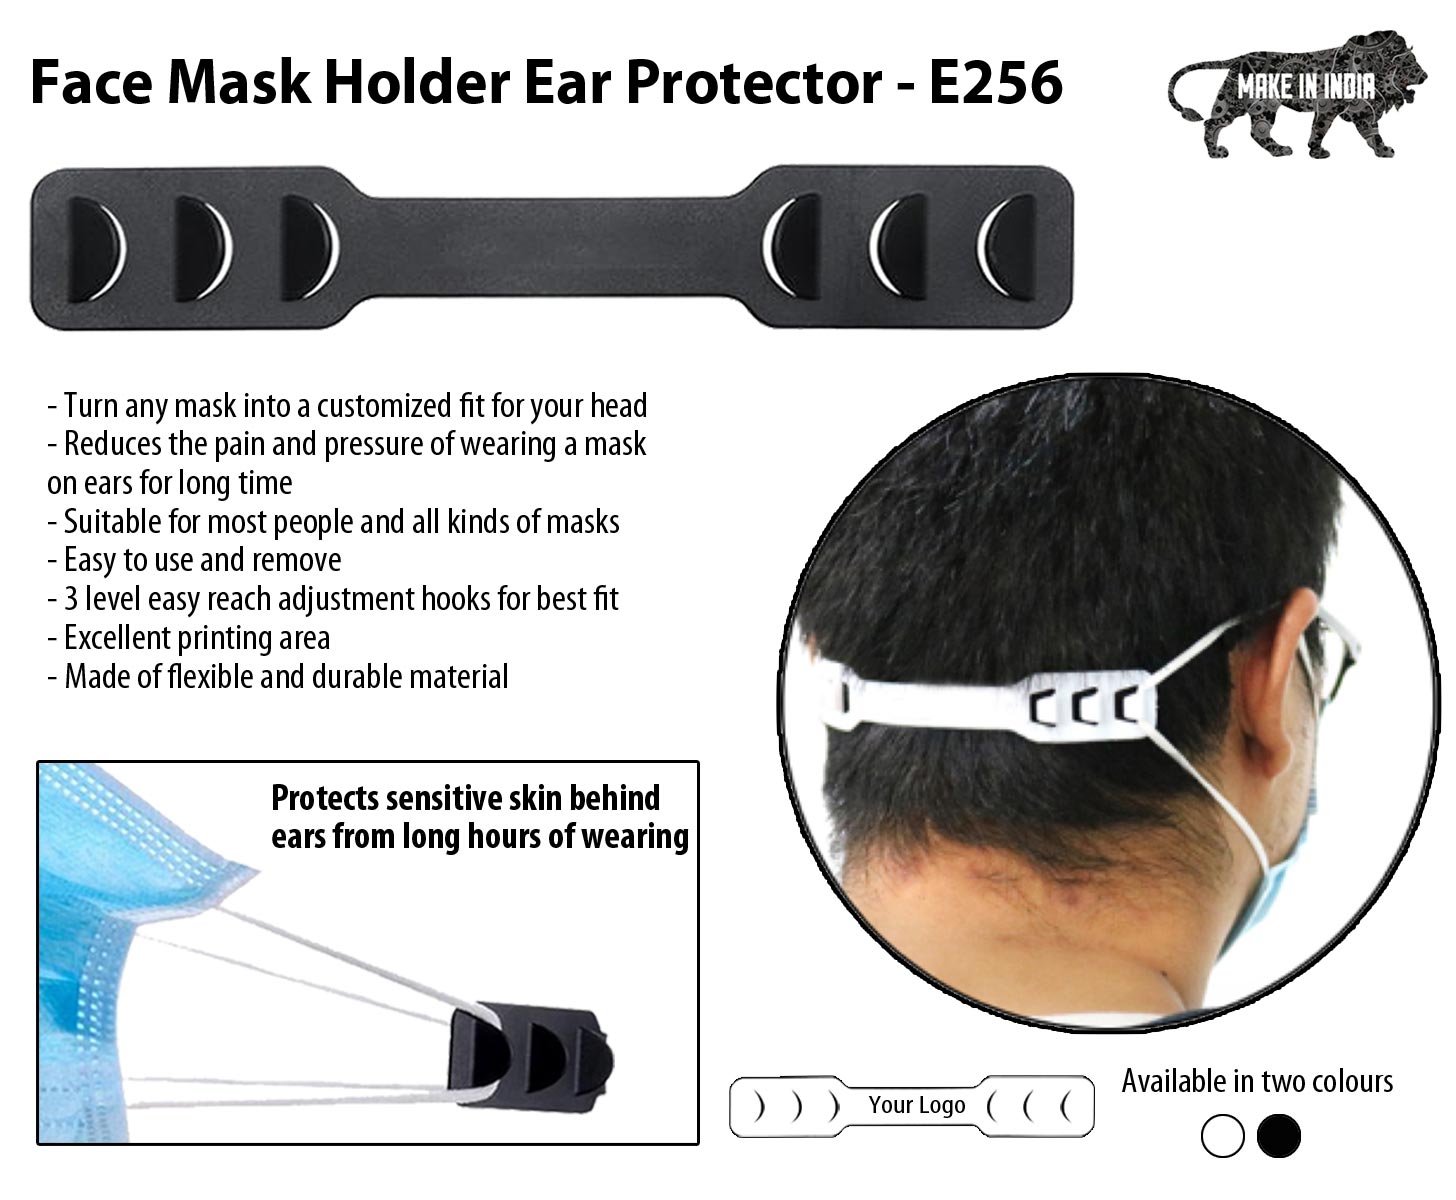 Face Mask Holder Ear Protector - E256
MAKE IN INDIA
- Turn any mask into a customized fit for your head
- Reduces the pain and pressure of wearing a mask
on ears for long time
- Suitable for most people and all kinds of masks
- Easy to use and remove
- 3 level easy reach adjustment hooks for best fit
- Excellent printing area
- Made of flexible and durable material
Protects sensitive skin behind
ears from long hours of wearing
Your Logo
Available in two colours